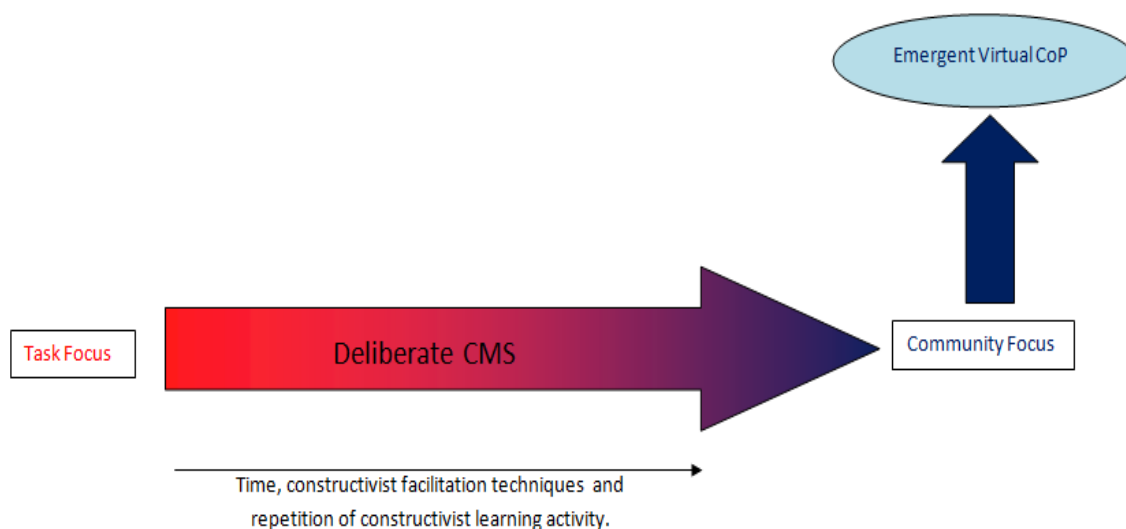 Emergent Virtual CoP
Task Focus
Deliberate CMS
Community Focus
Time, constructivist facilitation techniques and
repetition of constructivist learning activity.